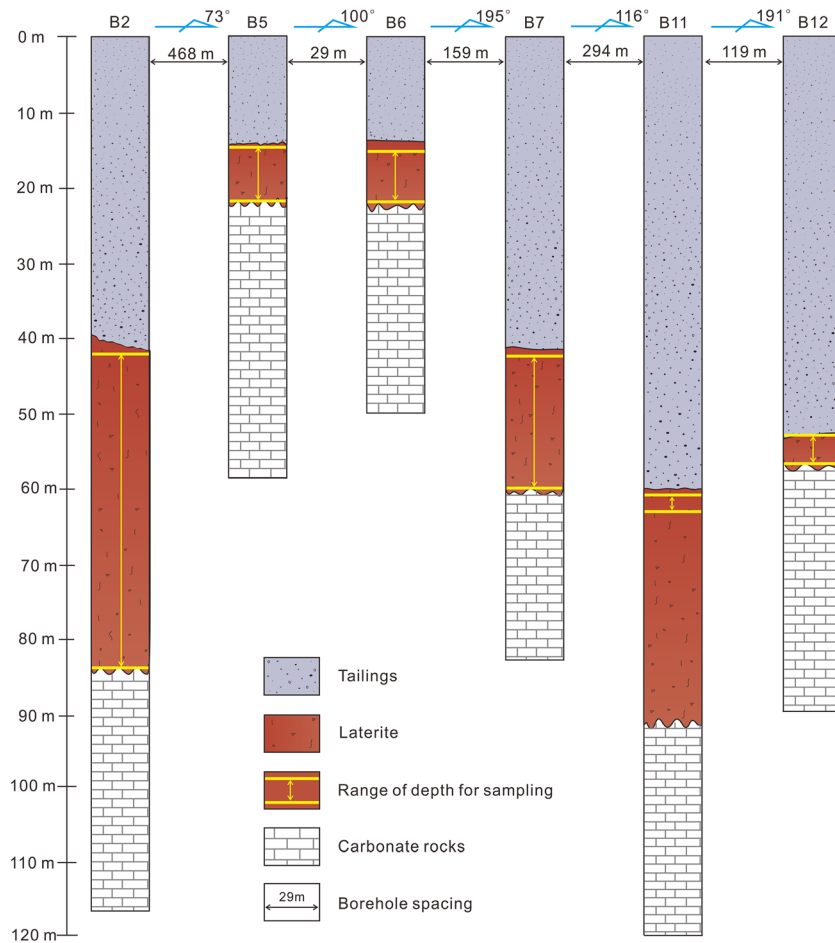 B2 73° B5 100° B6 195° B7 116° B11 191° B12
468 m 29 m 159 m 294 m 119 m
0 m
10 m
20 m
30 m
40 m
50 m
60 m
70 m
80 m
90 m
100 m
110 m
120 m
Tailings
Laterite
Range of depth for sampling
Carbonate rocks
29m
Borehole spacing